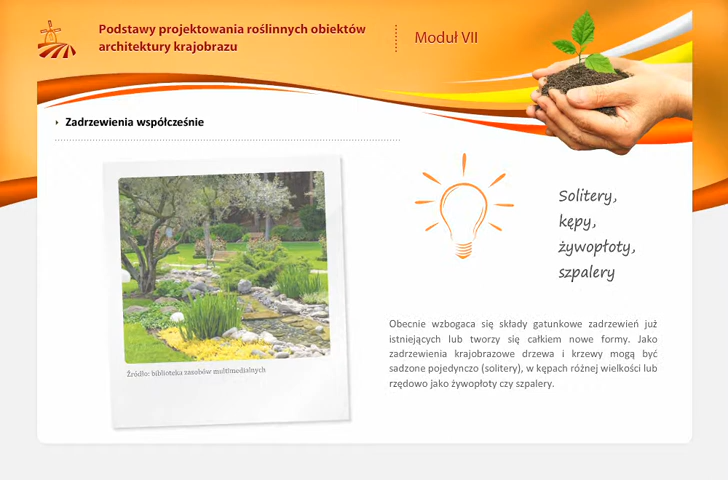 Podstawy projektowania roślinnych obiektów
architektury krajobrazu
Moduł VII
Zadrzewienia współcześnie
Solitery,
kępy,
żywopłoty,
szpalery
Źródło: biblioteka zasobów multimedialnych
Obecnie wzbogaca się składy gatunkowe zadrzewień już
istniejących lub tworzy się całkiem nowe formy. Jako
zadrzewienia krajobrazowe drzewa i krzewy mogą być
sadzone pojedynczo (solitery), w kępach różnej wielkości lub
rzędowo jako żywopłoty czy szpalery.